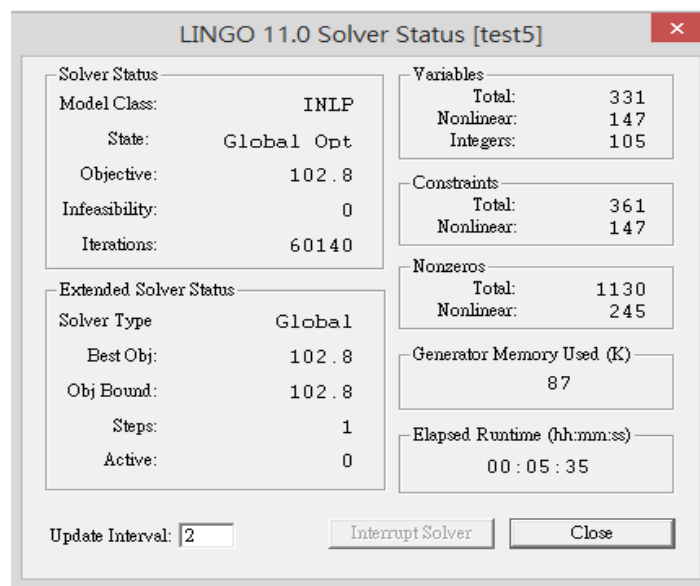 LINGO 11.0 Solver Status [test5]
Solver Status
Model Class: INLP
State: Global Opt
Objective: 102.8
Infeasibility: 0
Iterations: 60140
Extended Solver Status
Solver Type Global
Best Obj: 102.8
Obj Bound: 102.8
Steps: 1
Active: 0
Variables
Total: 331
Nonlinear: 147
Integers: 105
Constraints
Total: 361
Nonlinear: 147
Nonzeros
Total: 1130
Nonlinear: 245
Generator Memory Used (K)
87
Elapsed Runtime (hh:mm:ss)
00:05:35
Update Interval: 2
Interrupt Solver
Close